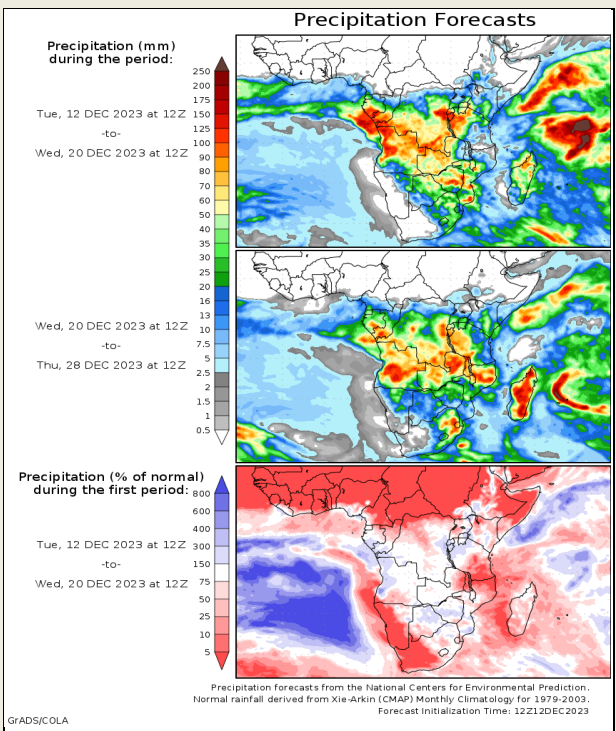 Precipitation Forecasts
Precipitation (mm)
during the period:
250
200
175
150
125
100
90
80
70
60
50
40
35
30
25
20
16
13
10
7.5
5
2.5
2
1.5
1
0.5
Tue, 12 DEC 2023 at 12Z
-to-
Wed, 20 DEC 2023 at 12Z
Wed, 20 DEC 2023 at 12Z
-to-
Thu, 28 DEC 2023 at 12Z
Precipitation (% of normal)
during the first period:
800
600
400
300
150
75
50
25
10
5
Tue, 12 DEC 2023 at 12Z
-to-
Wed, 20 DEC 2023 at 12Z
Precipitation forecasts from the National Centers for Environmental Prediction.
Normal rainfall derived from Xie-Arkin (CMAP) Monthly Climatology for 1979-2003.
Forecast Initialization Time: 12Z12DEC2023
GrADS/COLA